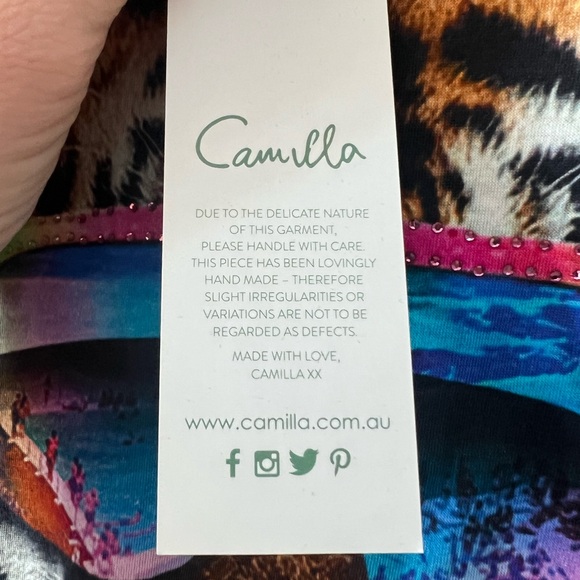 Camilla
DUE TO THE DELICATE NATURE
OF THIS GARMENT,
PLEASE HANDLE WITH CARE.
THIS PIECE HAS BEEN LOVINGLY
HAND MADE – THEREFORE
SLIGHT IRREGULARITIES OR
VARIATIONS ARE NOT TO BE
REGARDED AS DEFECTS.
MADE WITH LOVE,
CAMILLA XX
www.camilla.com.au